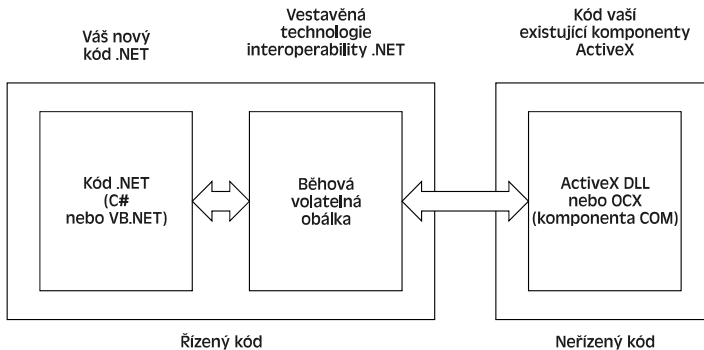 Váš nový
kód .NET
Vestavěná
technologie
interoperability .NET
Kód vaší
existující komponenty
ActiveX
Kód .NET
(C#
nebo VB.NET)
Běhová
volatelná
obálka
ActiveX DLL
nebo OCX
(komponenta COM)
Řízený kód
Neřízený kód